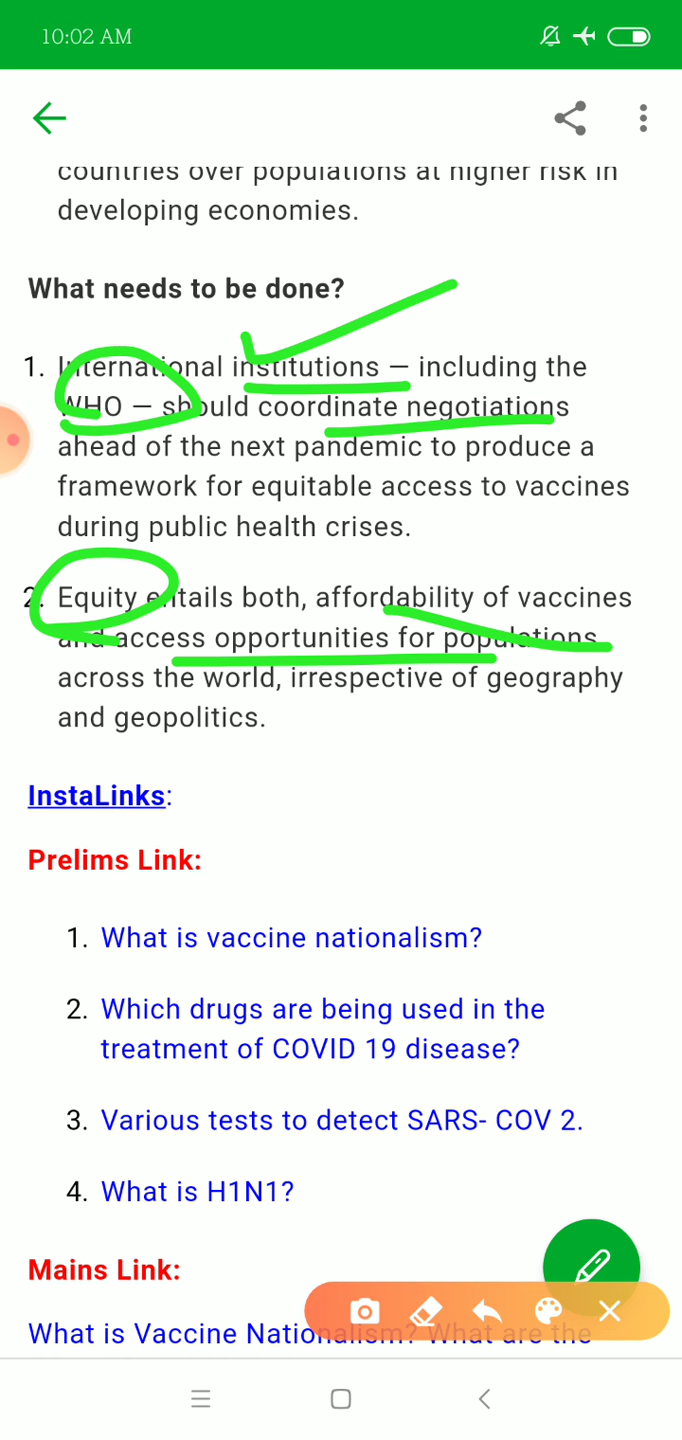 10:02 AM
countries over populations at higher risk in
developing economies.
What needs to be done?
1. International institutions — including the
WHO — should coordinate negotiations
ahead of the next pandemic to produce a
framework for equitable access to vaccines
during public health crises.
2. Equity entails both, affordability of vaccines
and access opportunities for populations
across the world, irrespective of geography
and geopolitics.
InstaLinks:
Prelims Link:
1. What is vaccine nationalism?
2. Which drugs are being used in the
treatment of COVID 19 disease?
3. Various tests to detect SARS- COV 2.
4. What is H1N1?
Mains Link:
What is Vaccine Nationalism? What are the